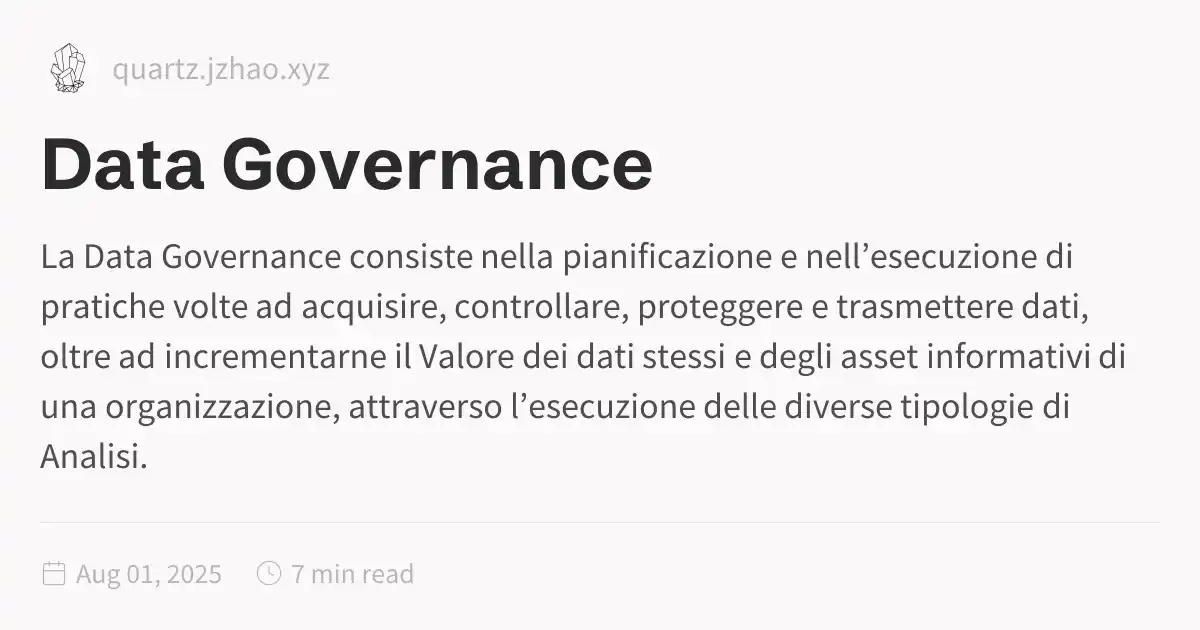 quartz.jzhao.xyz
Data Governance
La Data Governance consiste nella pianificazione e nell’esecuzione di
pratiche volte ad acquisire, controllare, proteggere e trasmettere dati,
oltre ad incrementarne il Valore dei dati stessi e degli asset informativi di
una organizzazione, attraverso l’esecuzione delle diverse tipologie di
Analisi.
Aug 01, 2025 7 min read